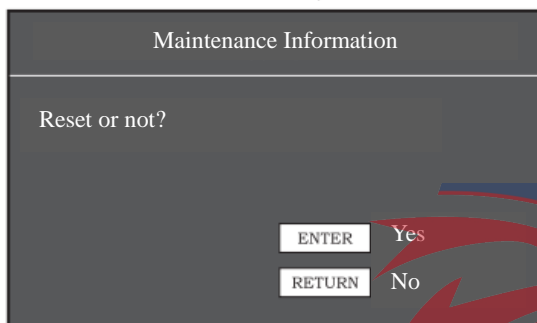 Maintenance Information
Reset or not?
ENTER Yes
RETURN No